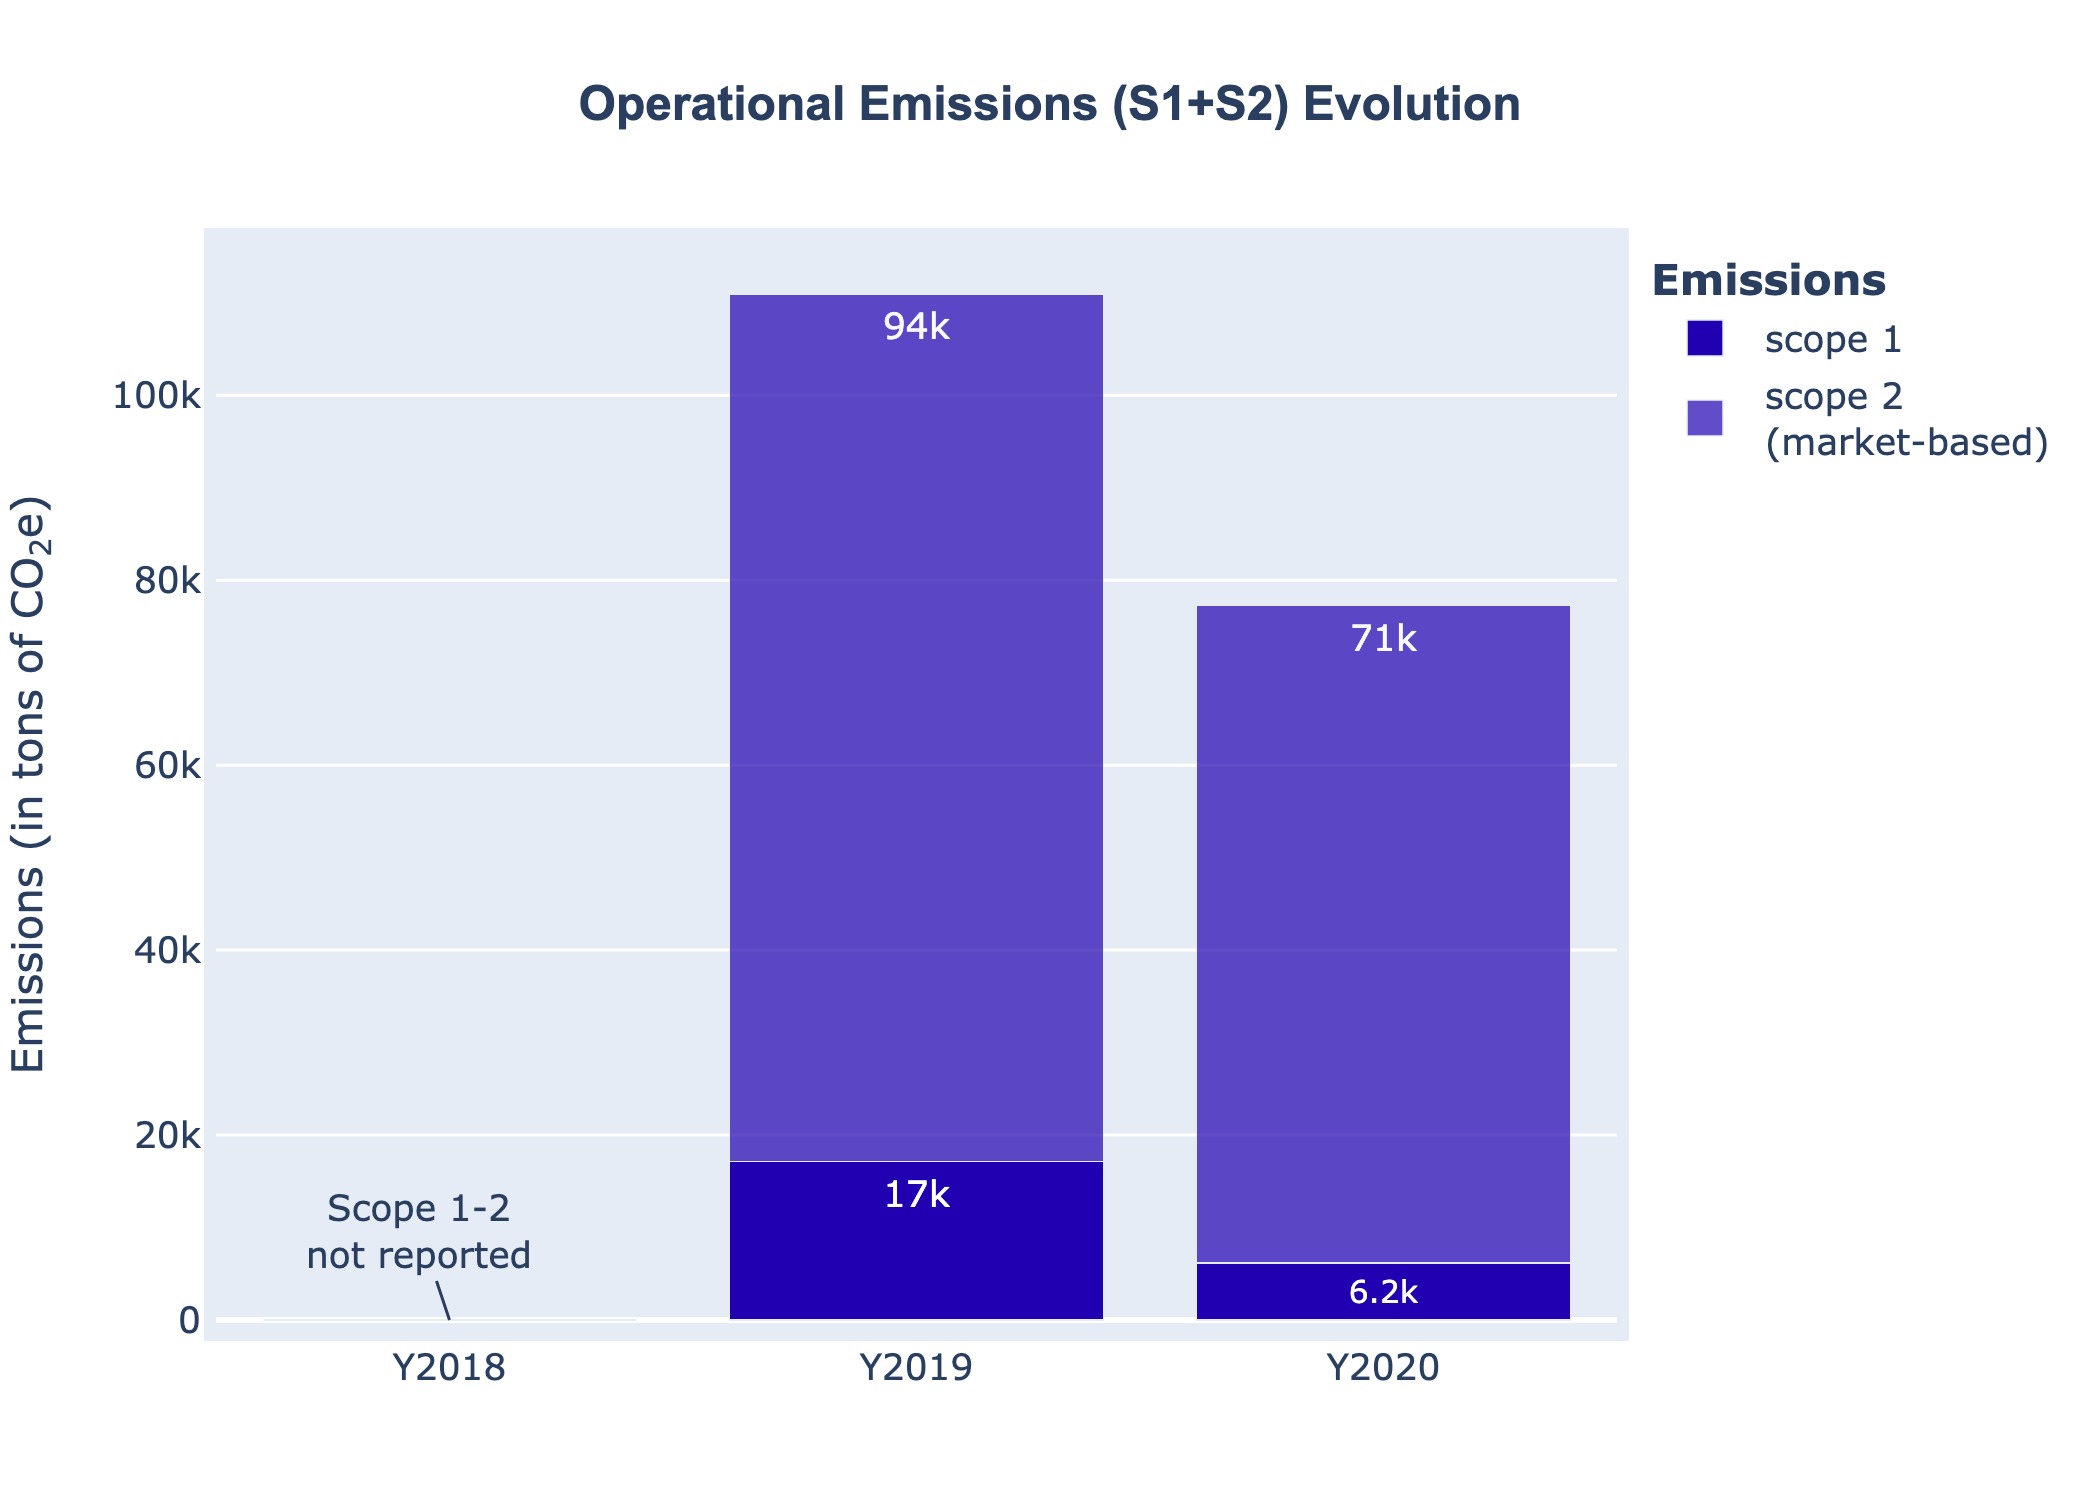 Operational Emissions (S1+S2) Evolution
Emissions
scope 1
scope 2
(market-based)
Emissions (in tons of CO₂e)
100k
80k
60k
40k
20k
0
94k
17k
71k
6.2k
Scope 1-2
not reported
Y2018
Y2019
Y2020